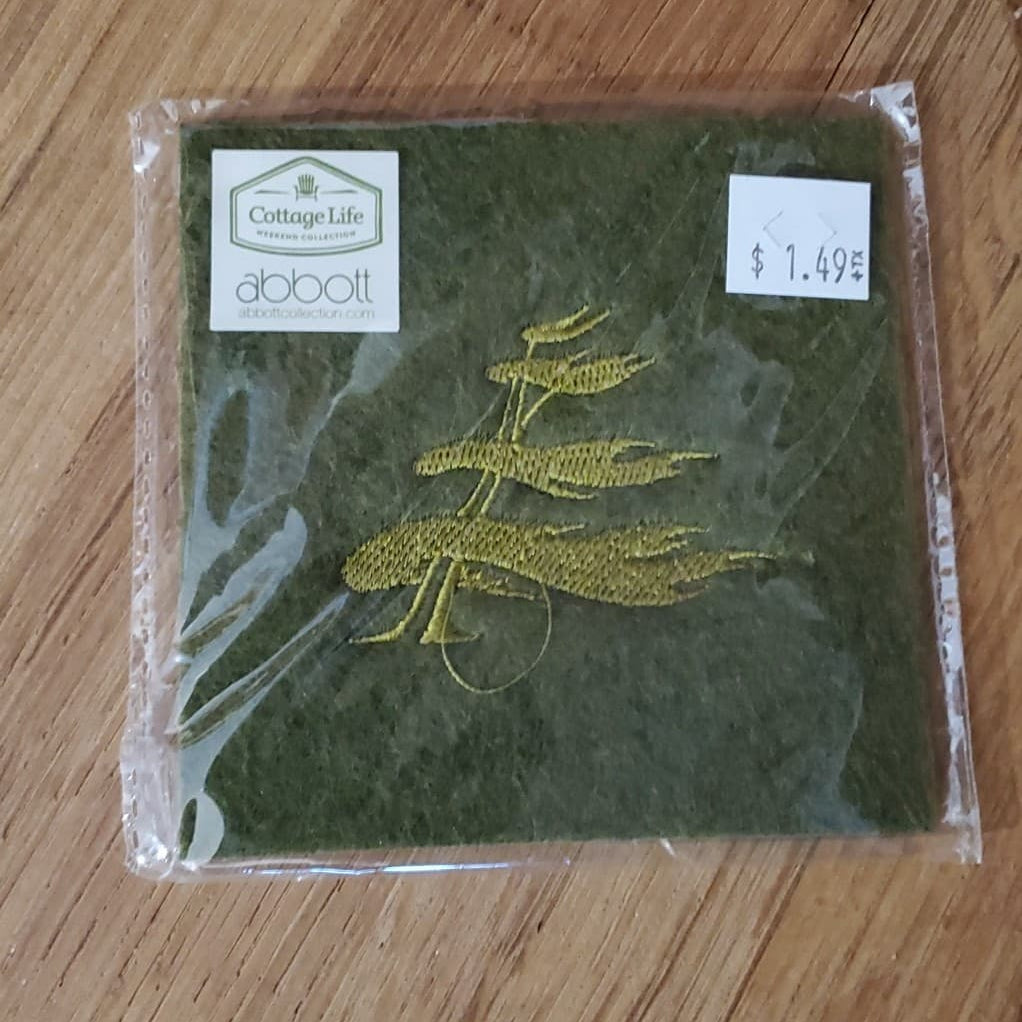 Cottage Life
WEEKEND COLLECTION
abbott
abbottcollection.com
$ 1.49